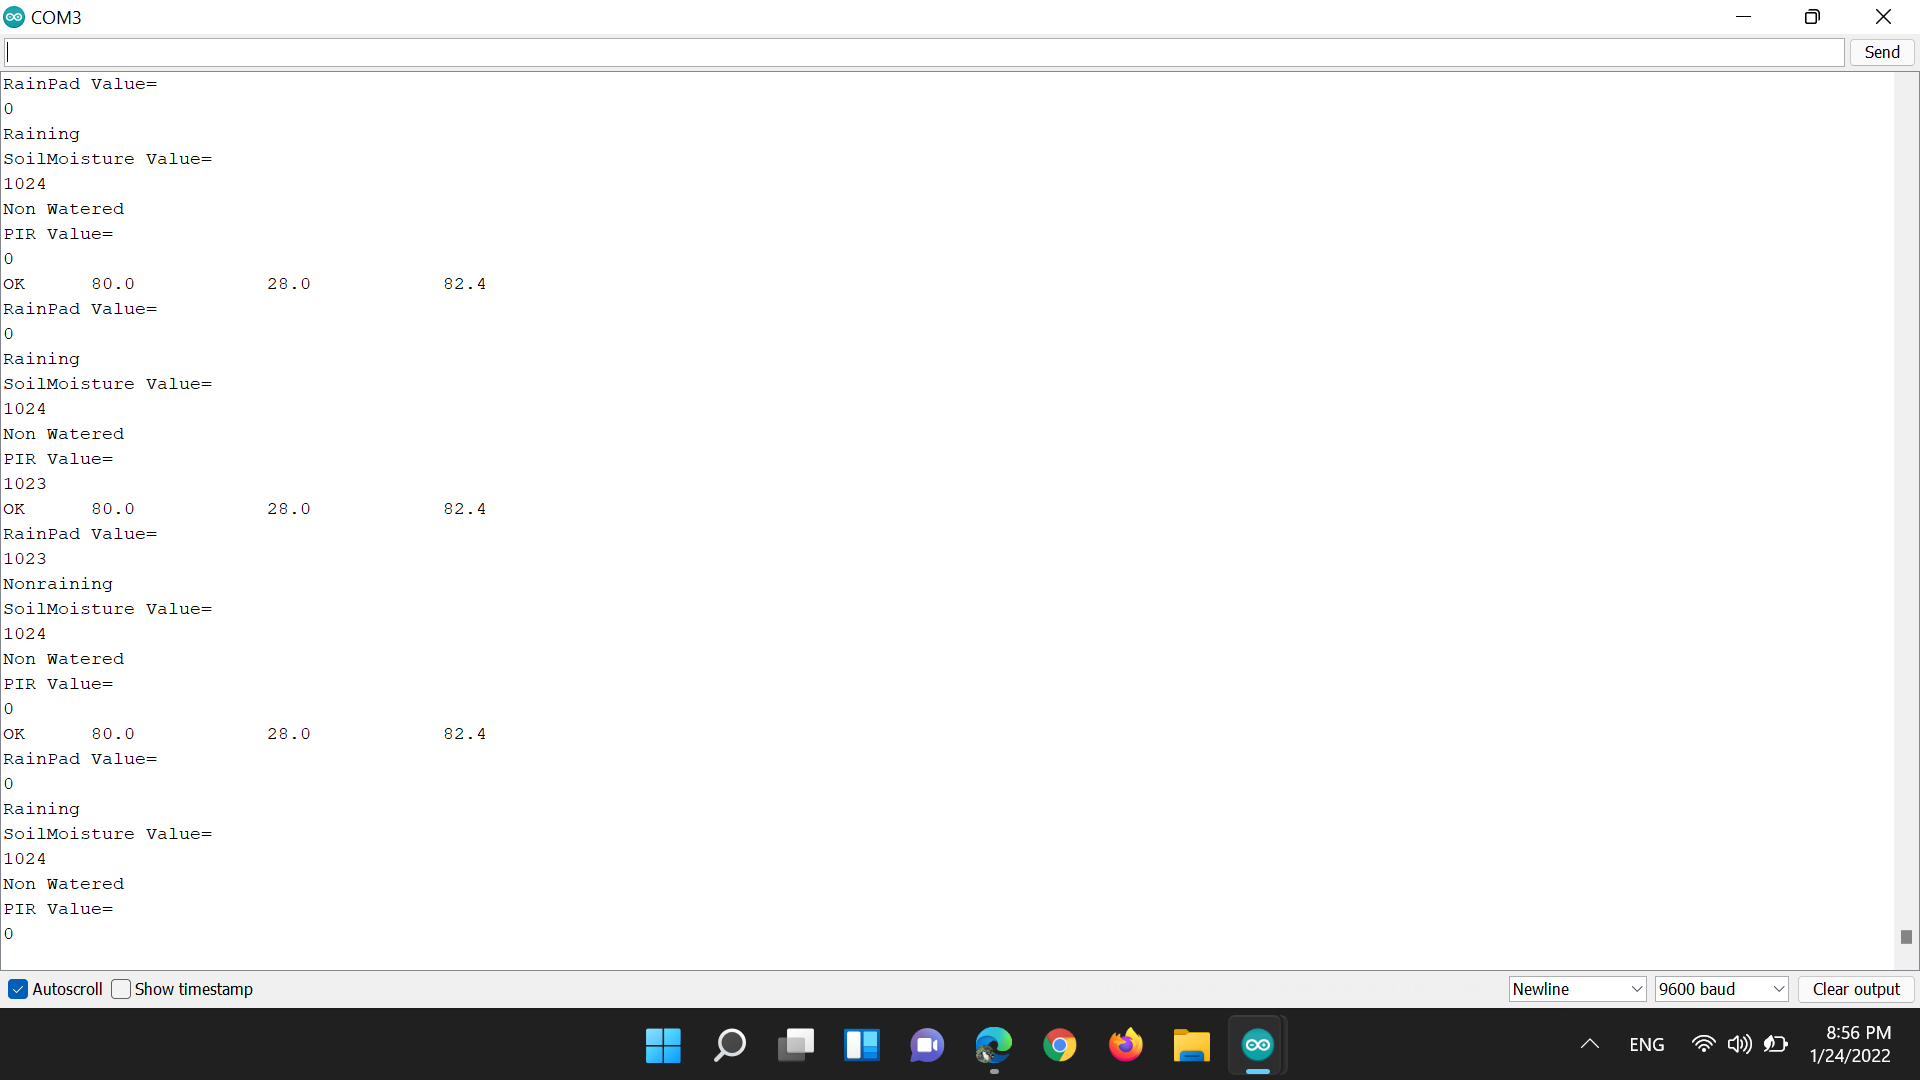 COM3
Send
RainPad Value=
0
Raining
SoilMoisture Value=
1024
Non Watered
PIR Value=
0
OK 80.0 28.0 82.4
RainPad Value=
0
Raining
SoilMoisture Value=
1024
Non Watered
PIR Value=
1023
OK 80.0 28.0 82.4
RainPad Value=
1023
Nonraining
SoilMoisture Value=
1024
Non Watered
PIR Value=
0
OK 80.0 28.0 82.4
RainPad Value=
0
Raining
SoilMoisture Value=
1024
Non Watered
PIR Value=
0
Autoscroll Show timestamp Newline 9600 baud Clear output
ENG 8:56 PM
1/24/2022